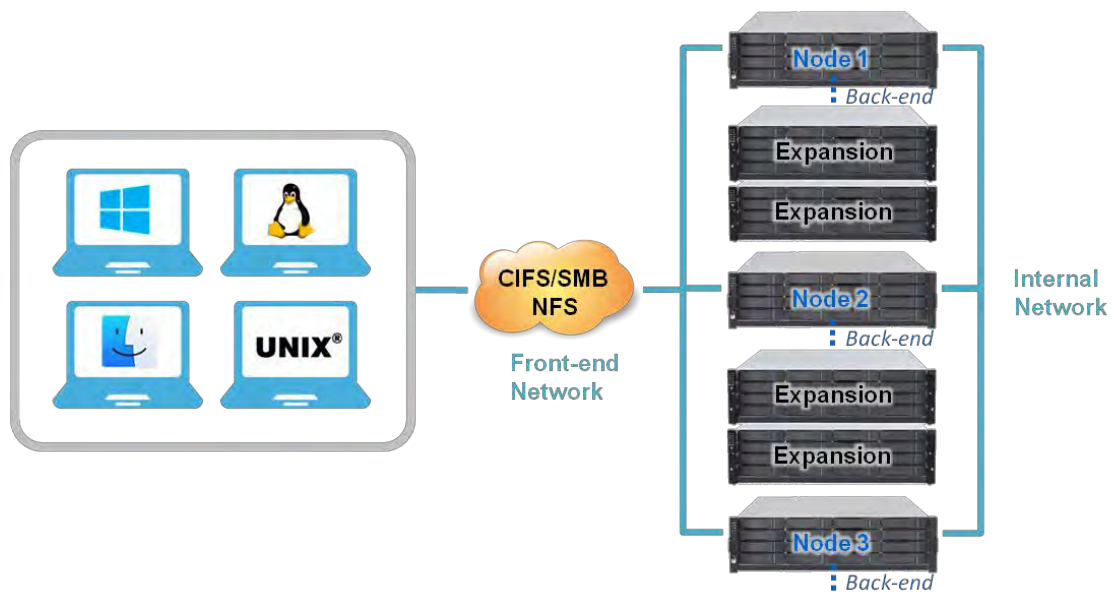 UNIX®
CIFS/SMB
NFS
Front-end
Network
Node 1
Back-end
Expansion
Expansion
Node 2
Back-end
Expansion
Expansion
Node 3
Back-end
Internal
Network